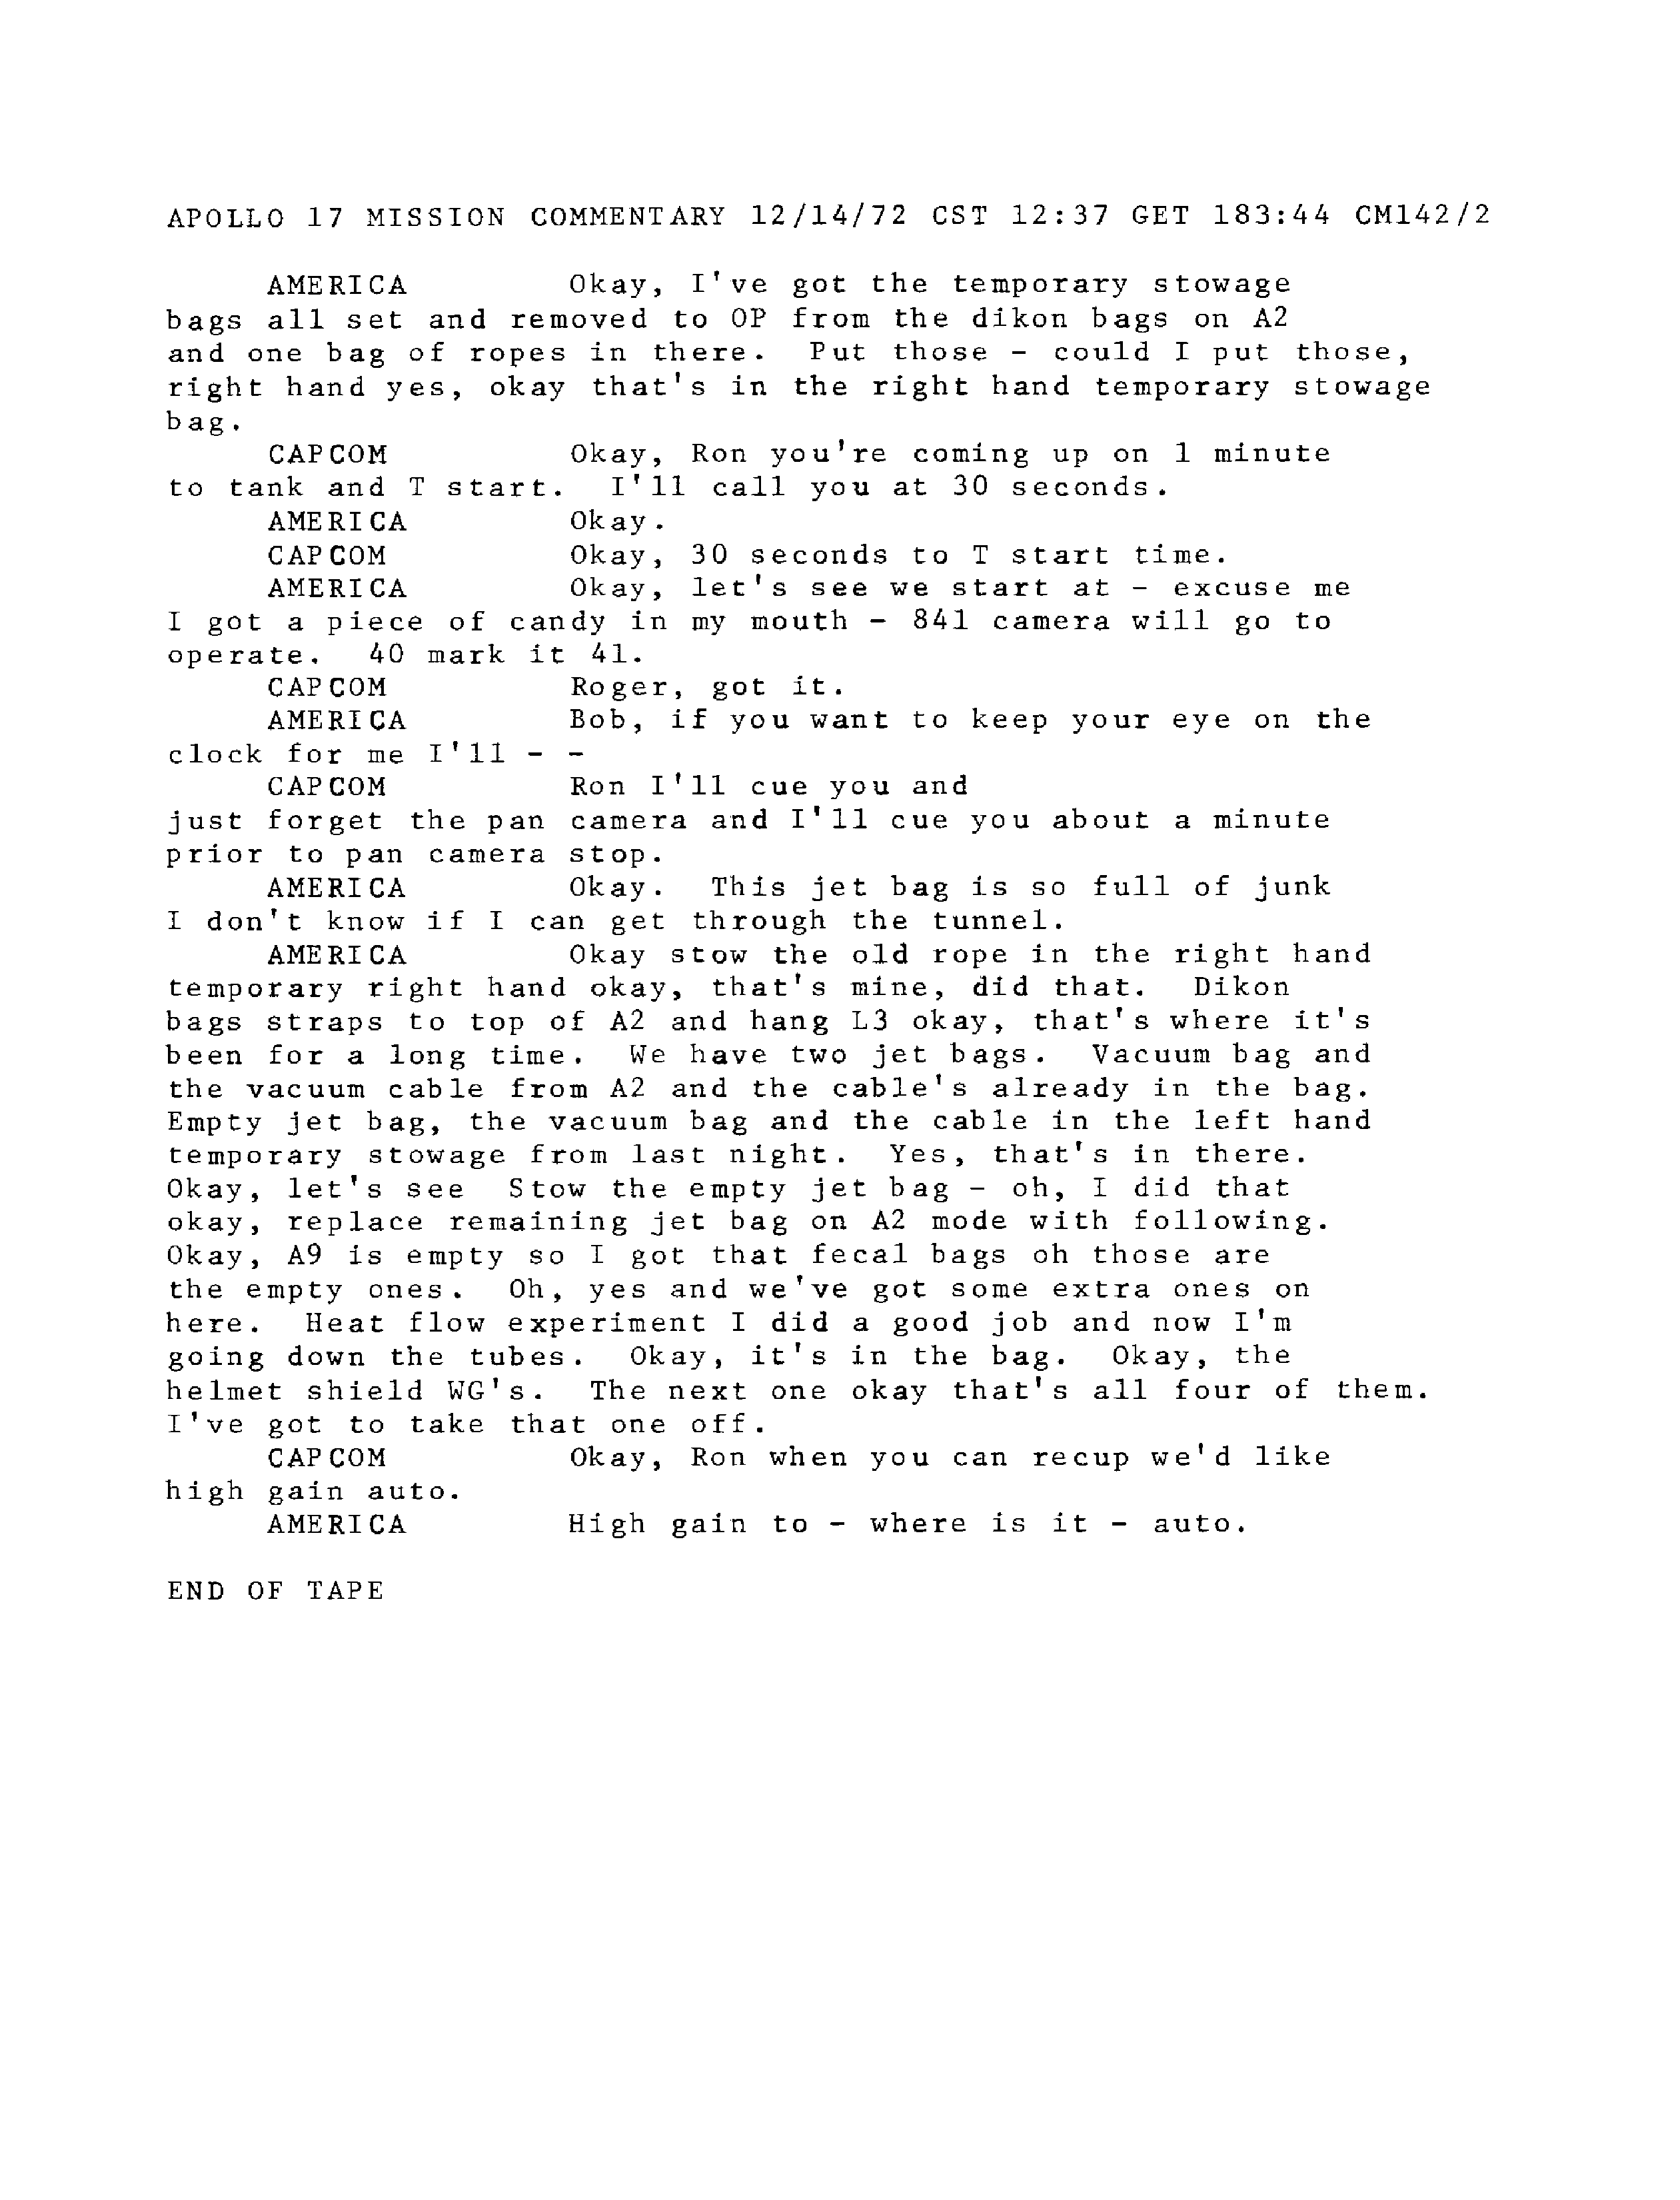 APOLLO 17 MISSION COMMENTARY 12/14/72 CST 12:37 GET 183:44 CM142/2
AMERICA Okay, I've got the temporary stowage
bags all set and removed to OP from the dikon bags on A2
and one bag of ropes in there. Put those - could I put those,
right hand yes, okay that's in the right hand temporary stowage
bag.
CAPCOM Okay, Ron you're coming up on 1 minute
to tank and T start. I'll call you at 30 seconds.
AMERICA Okay.
CAPCOM Okay, 30 seconds to T start time.
AMERICA Okay, let's see we start at - excuse me
I got a piece of candy in my mouth - 841 camera will go to
operate. 40 mark it 41.
CAPCOM Roger, got it.
AMERICA Bob, if you want to keep your eye on the
clock for me I'll - -
CAPCOM Ron I'll cue you and
just forget the pan camera and I'll cue you about a minute
prior to pan camera stop.
AMERICA Okay. This jet bag is so full of junk
I don't know if I can get through the tunnel.
AMERICA Okay stow the old rope in the right hand
temporary right hand okay, that's mine, did that. Dikon
bags straps to top of A2 and hang L3 okay, that's where it's
been for a long time. We have two jet bags. Vacuum bag and
the vacuum cable from A2 and the cable's already in the bag.
Empty jet bag, the vacuum bag and the cable in the left hand
temporary stowage from last night. Yes, that's in there.
Okay, let's see Stow the empty jet bag - oh, I did that
okay, replace remaining jet bag on A2 mode with following.
Okay, A9 is empty so I got that fecal bags oh those are
the empty ones. Oh, yes and we've got some extra ones on
here. Heat flow experiment I did a good job and now I'm
going down the tubes. Okay, it's in the bag. Okay, the
helmet shield WG's. The next one okay that's all four of them.
I've got to take that one off.
CAPCOM Okay, Ron when you can recup we'd like
high gain auto.
AMERICA High gain to - where is it - auto.
END OF TAPE